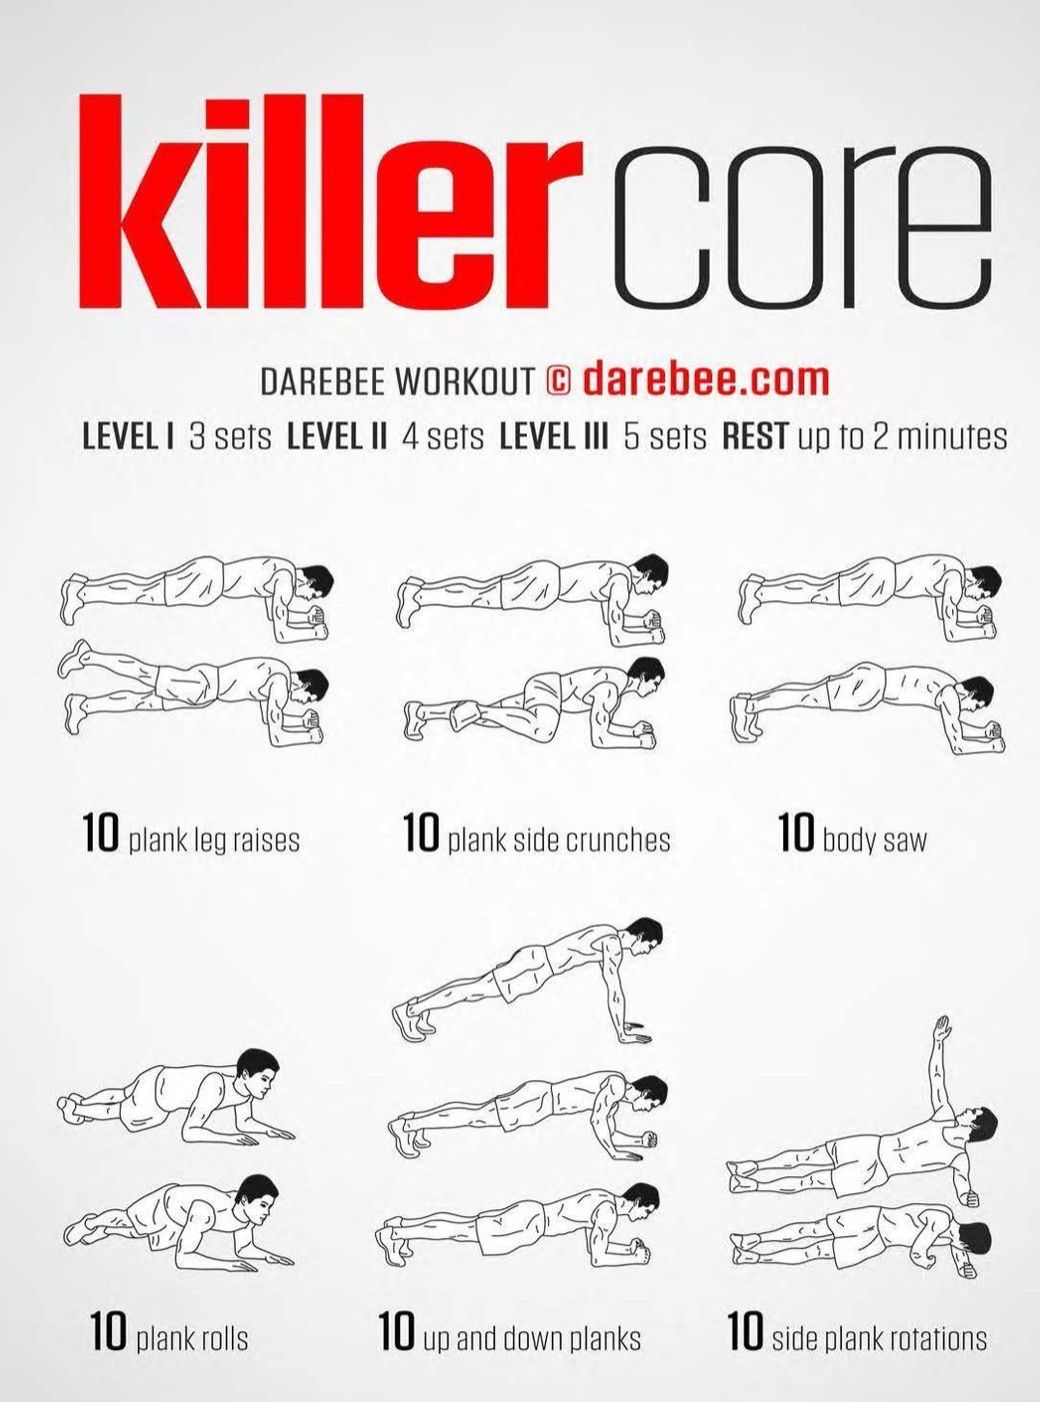 killer core
DAREBEE WORKOUT © darebee.com
LEVEL I 3 sets LEVEL II 4 sets LEVEL III 5 sets REST up to 2 minutes
10 plank leg raises
10 plank side crunches
10 body saw
10 plank rolls
10 up and down planks
10 side plank rotations